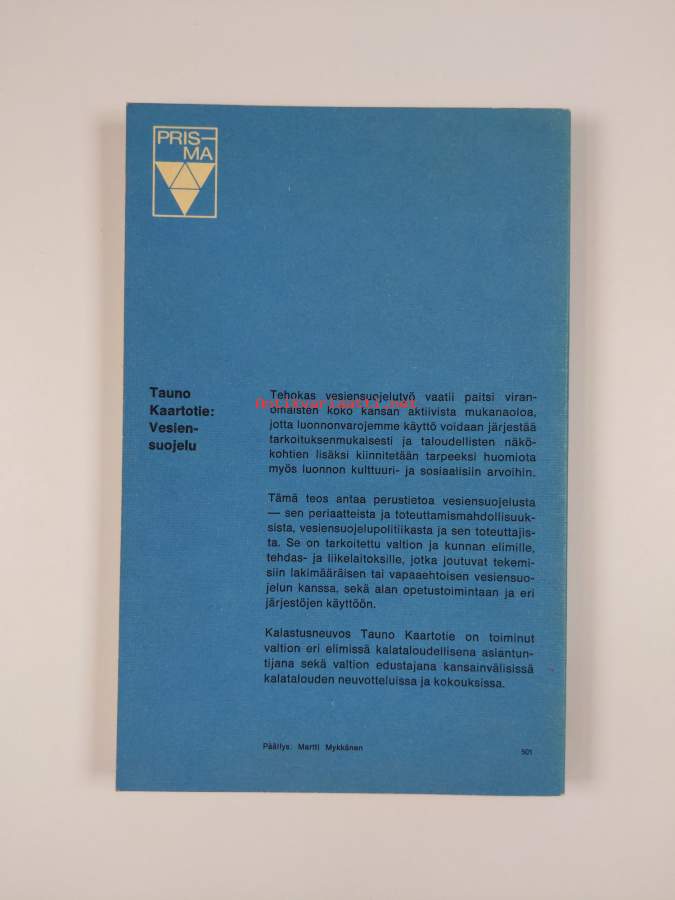 PRIS-
MA
Tauno
Kaartotie:
Vesien-
suojelu
Tehokas vesiensuojelutyö vaatii paitsi viran-
antikvariaatti.net
omaisten koko kansan aktiivista mukanaoloa,
jotta luonnonvarojemme käyttö voidaan järjestää
tarkoituksenmukaisesti ja taloudellisten näkö-
kohtien lisäksi kiinnitetään tarpeeksi huomiota
myös luonnon kulttuuri- ja sosiaalisiin arvoihin.
Tämä teos antaa perustietoa vesiensuojelusta
— sen periaatteista ja toteuttamismahdollisuuk-
sista, vesiensuojelupolitiikasta ja sen toteuttajis-
ta. Se on tarkoitettu valtion ja kunnan elimille,
tehdas- ja liikelaitoksille, jotka joutuvat tekemi-
siin lakimääräisen tai vapaaehtoisen vesiensuo-
jelun kanssa, sekä alan opetustoimintaan ja eri
järjestöjen käyttöön.
Kalastusneuvos Tauno Kaartotie on toiminut
valtion eri elimissä kalataloudellisena asiantun-
tijana sekä valtion edustajana kansainvälisissä
kalatalouden neuvotteluissa ja kokouksissa.
Päällys: Martti Mykkänen
501